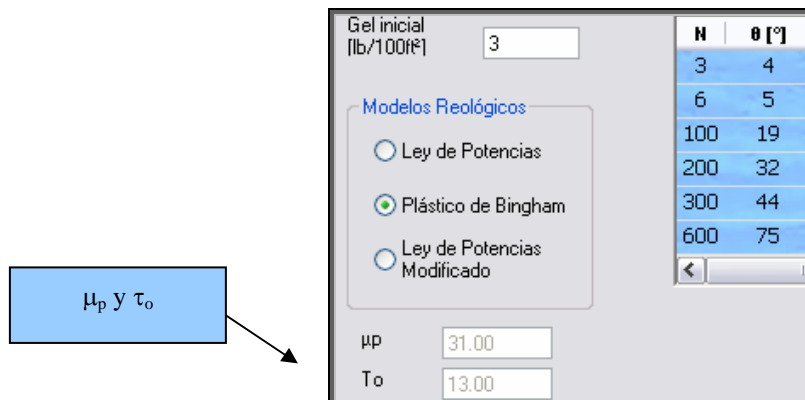 Gel inicial
[lb/100ft²]
3
Modelos Reológicos
Ley de Potencias
Plástico de Bingham
Ley de Potencias
Modificado
μp y τo
μp 31.00
To 13.00
N θ [°]
3 4
6 5
100 19
200 32
300 44
600 75